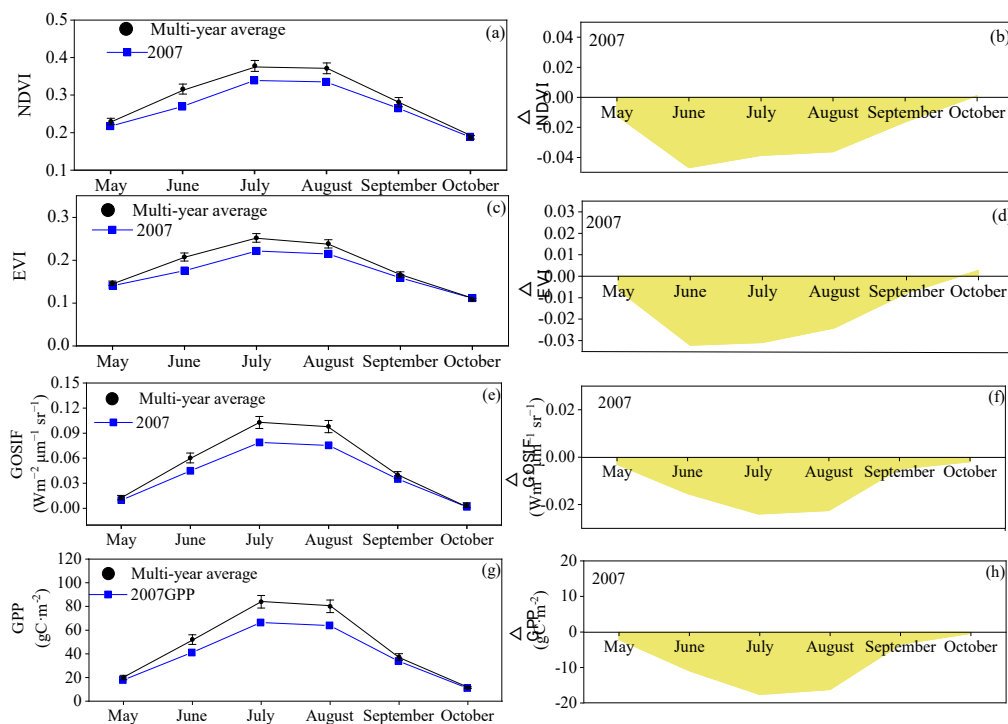 0.5
0.4
0.3
0.2
0.1
NDVI
Multi-year average
2007
(a)
May June July August September October
0.04
0.02
0.00
-0.02
-0.04
△ NDVI
2007
(b)
May June July August September October
0.3
0.2
0.1
0.0
EVI
Multi-year average
2007
(c)
May June July August September October
0.03
0.02
0.01
0.00
-0.01
-0.02
-0.03
△ EVI
2007
(d)
May June July August September October
0.15
0.12
0.09
0.06
0.03
0.00
GOSIF
(Wm⁻² μm⁻¹ sr⁻¹)
Multi-year average
2007
(e)
May June July August September October
0.02
0.00
-0.02
△ GOSIF
(Wm⁻² μm⁻¹ sr⁻¹)
2007
(f)
May June July August September October
120
100
80
60
40
20
0
GPP
(gC·m⁻²)
Multi-year average
2007GPP
(g)
May June July August September October
20
10
0
-10
-20
△ GPP
(gC·m⁻²)
2007
(h)
May June July August September October